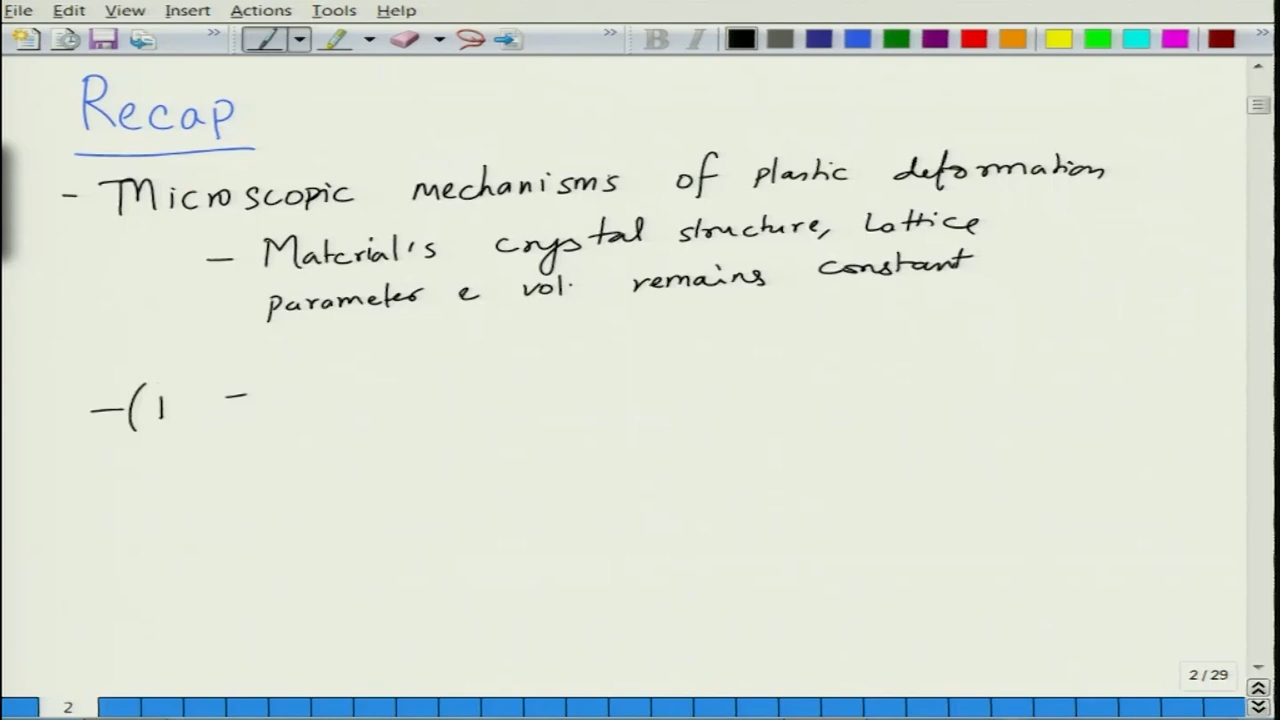 File Edit View Insert Actions Tools Help
B I
Recap
- Microscopic mechanisms of plastic deformation
- Material's crystal structure, Lattice
parameter e vol. remains constant
-( 1 -
2 / 29
2